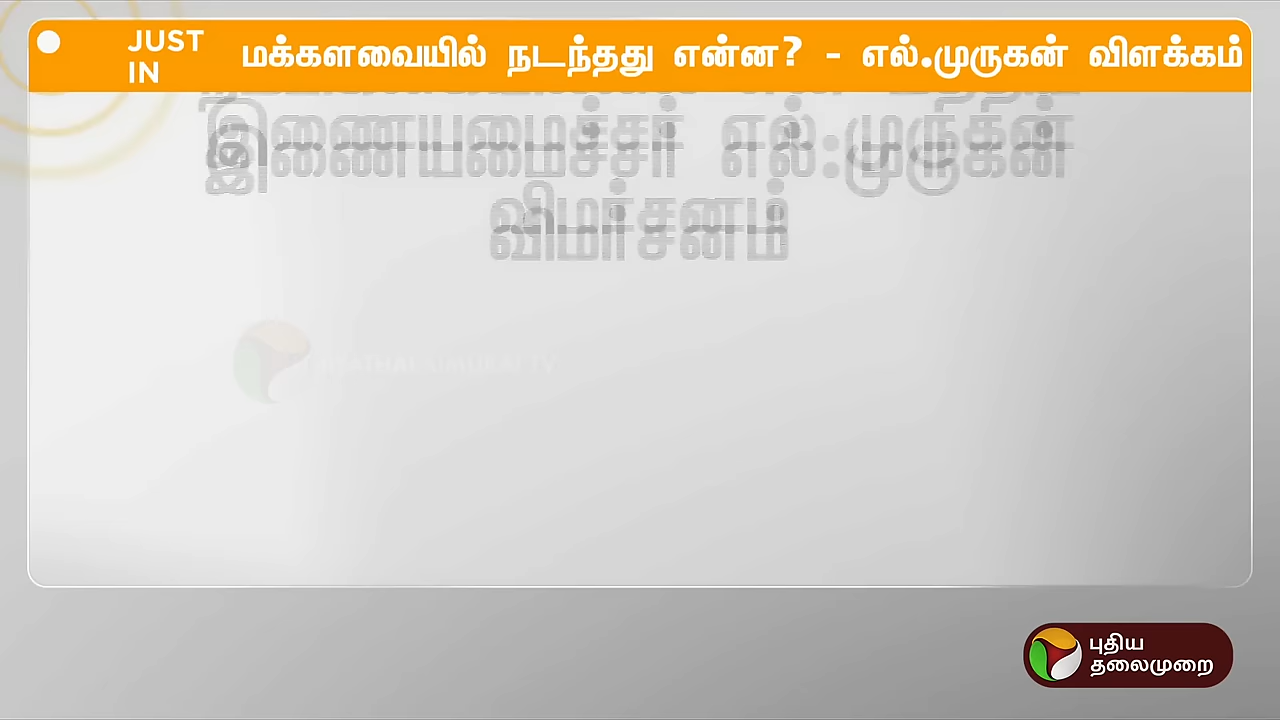 JUST IN
மக்களவையில் நடந்தது என்ன? - எல்.முருகன் விளக்கம்
இணையமைச்சர் எல்.முருகன்
விமர்சனம்
புதிய
தலைமுறை